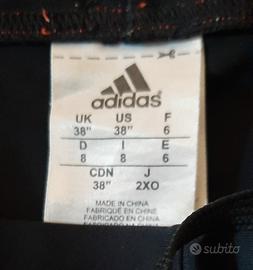 adidas
UK US F
38" 38" 6
D I E
8 8 6
CDN J
38" 2XO
MADE IN CHINA
FABRIQUÉ EN CHINE
FABRICADO EN CHINA
subito